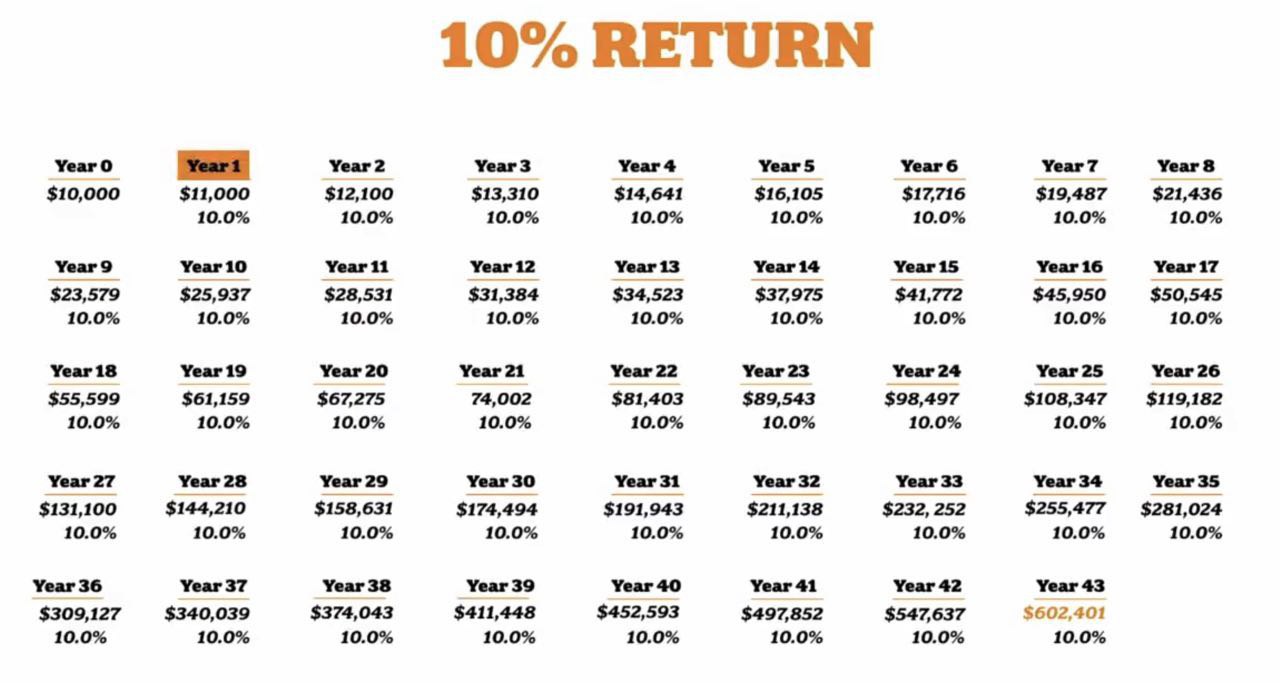 10% RETURN
Year 0 Year 1 Year 2 Year 3 Year 4 Year 5 Year 6 Year 7 Year 8
$10,000 $11,000 $12,100 $13,310 $14,641 $16,105 $17,716 $19,487 $21,436
10.0% 10.0% 10.0% 10.0% 10.0% 10.0% 10.0% 10.0%
Year 9 Year 10 Year 11 Year 12 Year 13 Year 14 Year 15 Year 16 Year 17
$23,579 $25,937 $28,531 $31,384 $34,523 $37,975 $41,772 $45,950 $50,545
10.0% 10.0% 10.0% 10.0% 10.0% 10.0% 10.0% 10.0% 10.0%
Year 18 Year 19 Year 20 Year 21 Year 22 Year 23 Year 24 Year 25 Year 26
$55,599 $61,159 $67,275 74,002 $81,403 $89,543 $98,497 $108,347 $119,182
10.0% 10.0% 10.0% 10.0% 10.0% 10.0% 10.0% 10.0% 10.0%
Year 27 Year 28 Year 29 Year 30 Year 31 Year 32 Year 33 Year 34 Year 35
$131,100 $144,210 $158,631 $174,494 $191,943 $211,138 $232, 252 $255,477 $281,024
10.0% 10.0% 10.0% 10.0% 10.0% 10.0% 10.0% 10.0% 10.0%
Year 36 Year 37 Year 38 Year 39 Year 40 Year 41 Year 42 Year 43
$309,127 $340,039 $374,043 $411,448 $452,593 $497,852 $547,637 $602,401
10.0% 10.0% 10.0% 10.0% 10.0% 10.0% 10.0% 10.0%